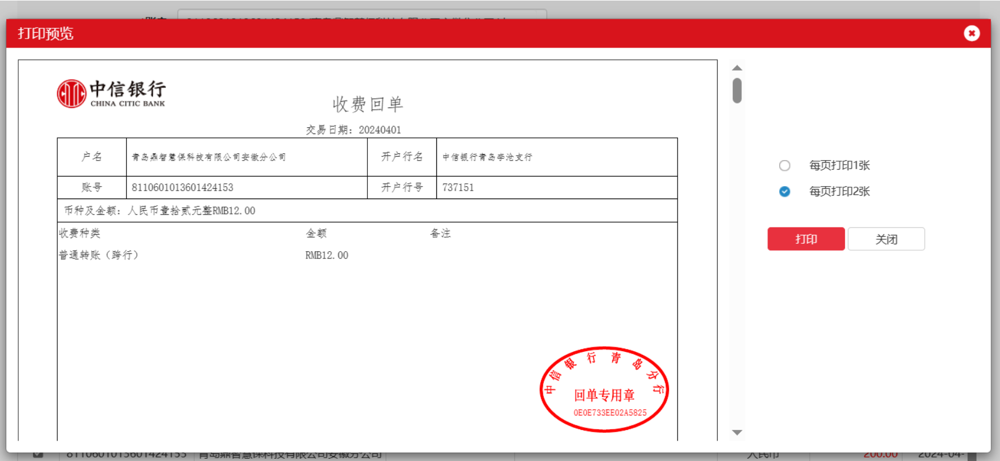 打印预览
中信银行
CHINA CITIC BANK
收费回单
交易日期：20240401
户名 青岛鼎智慧保科技有限公司安徽分公司 开户行名 中信银行青岛李沧支行
账号 8110601013601424153 开户行号 737151
币种及金额：人民币壹拾贰元整RMB12.00
收费种类 金额 备注
普通转账（跨行） RMB12.00
中信银行青岛分行
回单专用章
0E0E733EE02A5825
每页打印1张
每页打印2张
打印 关闭
8110601013601424153 青岛鼎智慧保科技有限公司安徽分公司 人民币 200.00 2024-04-